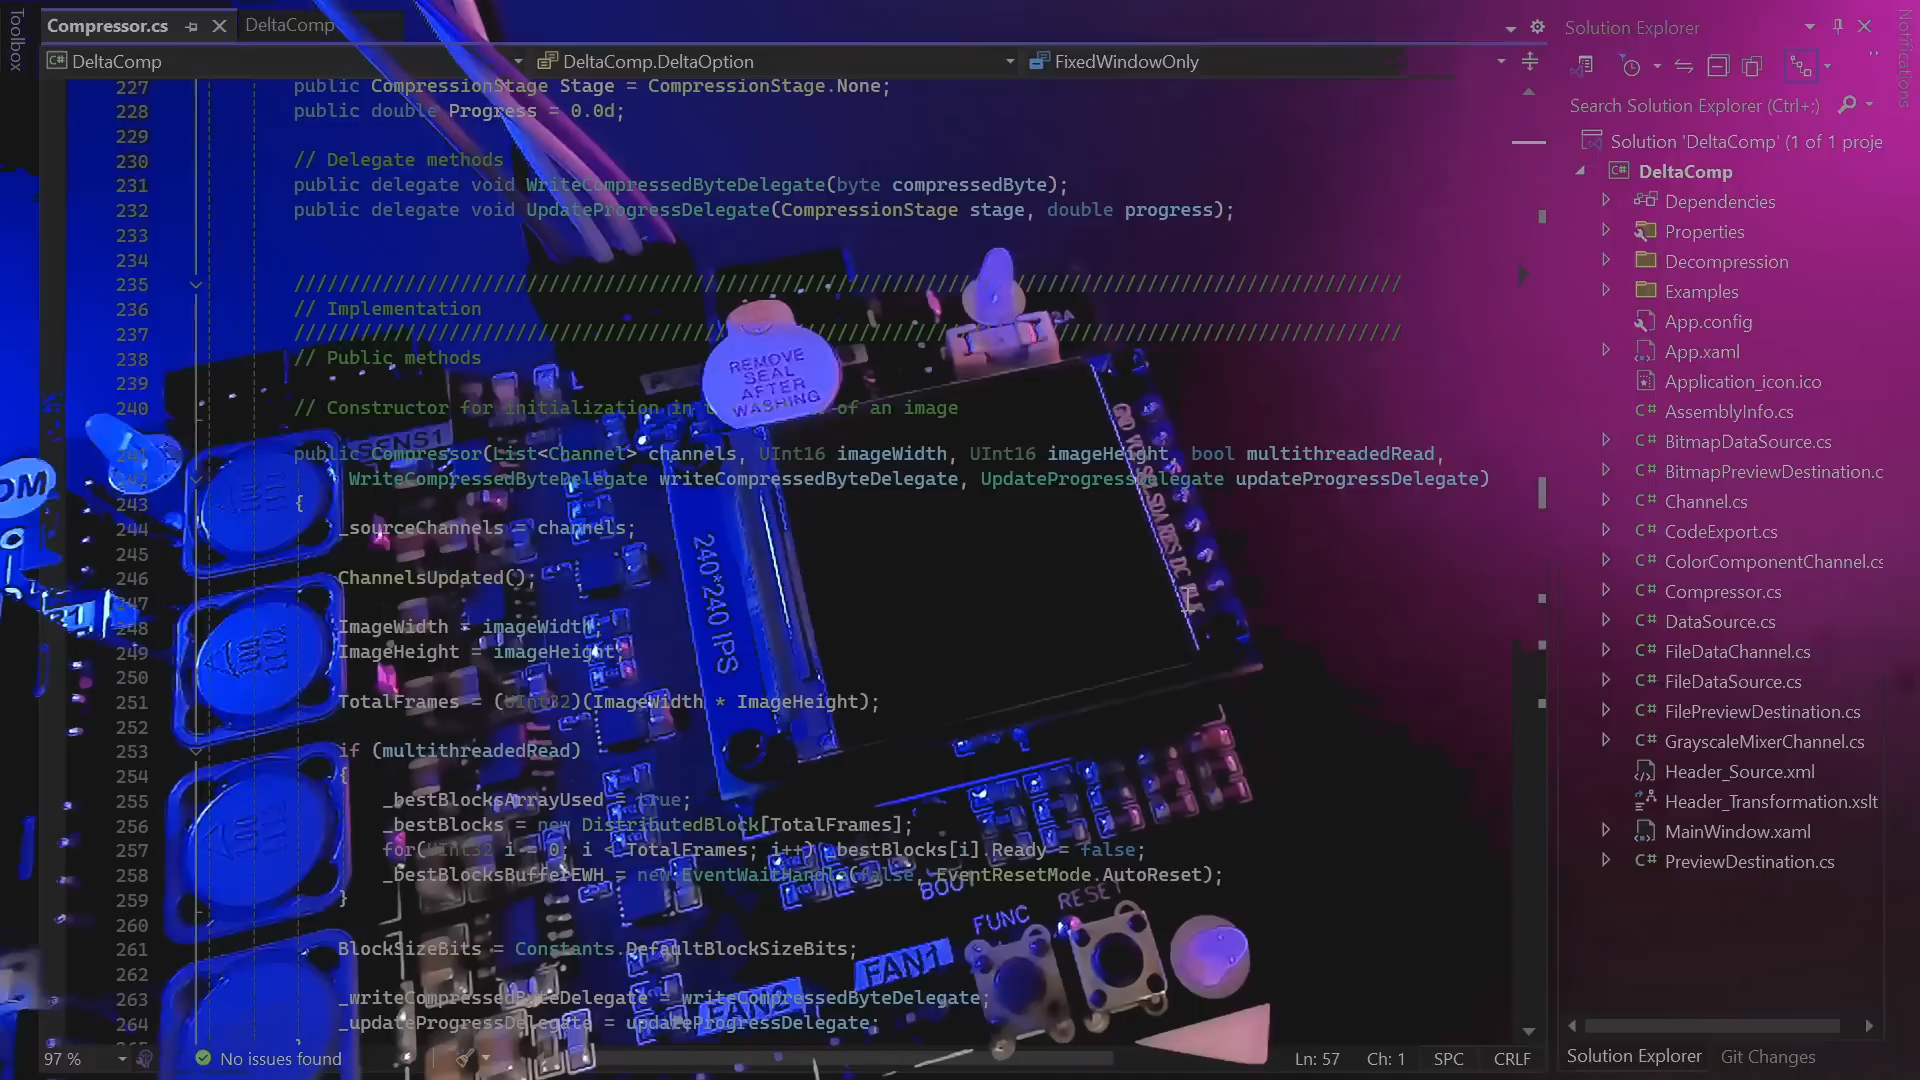 Toolbox
Compressor.cs
DeltaComp
DeltaComp
DeltaComp.DeltaOption
FixedWindowOnly
227 public CompressionStage Stage = CompressionStage.None;
228 public double Progress = 0.0d;
229
230 // Delegate methods
231 public delegate void WriteCompressedByteDelegate(byte compressedByte);
232 public delegate void UpdateProgressDelegate(CompressionStage stage, double progress);
233
234
235 ////////////////////////////////////////////////////////////////////////////////////////////////////
236 // Implementation
237 ////////////////////////////////////////////////////////////////////////////////////////////////////
238 // Public methods
239
240 // Constructor for initialization in of an image
241 public Compressor(List<Channel> channels, UInt16 imageWidth, UInt16 imageHeight, bool multithreadedRead,
242 WriteCompressedByteDelegate writeCompressedByteDelegate, UpdateProgressDelegate updateProgressDelegate)
243 {
244 _sourceChannels = channels;
245
246 ChannelsUpdated();
247
248 ImageWidth = imageWidth;
249 ImageHeight = imageHeight;
250
251 TotalFrames = (UInt32)(ImageWidth * ImageHeight);
252
253 if (multithreadedRead)
254 {
255 _bestBlocksArrayUsed = true;
256 _bestBlocks = new DistributedBlock[TotalFrames];
257 for(UInt32 i = 0; i < TotalFrames; i++) _bestBlocks[i].Ready = false;
258 _bestBlocksBufferEWH = new EventWaitHandle(false, EventResetMode.AutoReset);
259 }
260
261 BlockSizeBits = Constants.DefaultBlockSizeBits;
262
263 _writeCompressedByteDelegate = writeCompressedByteDelegate;
264 _updateProgressDelegate = updateProgressDelegate;
97 %
No issues found
Ln: 57 Ch: 1 SPC CRLF
REMOVE
SEAL
AFTER
WASHING
SENS1
240*240 IPS
BOOT
FUNC
RESET
FAN1
FAN2
Solution Explorer
Search Solution Explorer (Ctrl+;)
Solution 'DeltaComp' (1 of 1 proje
DeltaComp
Dependencies
Properties
Decompression
Examples
App.config
App.xaml
Application_icon.ico
AssemblyInfo.cs
BitmapDataSource.cs
BitmapPreviewDestination.c
Channel.cs
CodeExport.cs
ColorComponentChannel.cs
Compressor.cs
DataSource.cs
FileDataChannel.cs
FileDataSource.cs
FilePreviewDestination.cs
GrayscaleMixerChannel.cs
Header_Source.xml
Header_Transformation.xslt
MainWindow.xaml
PreviewDestination.cs
Solution Explorer
Git Changes
Notifications